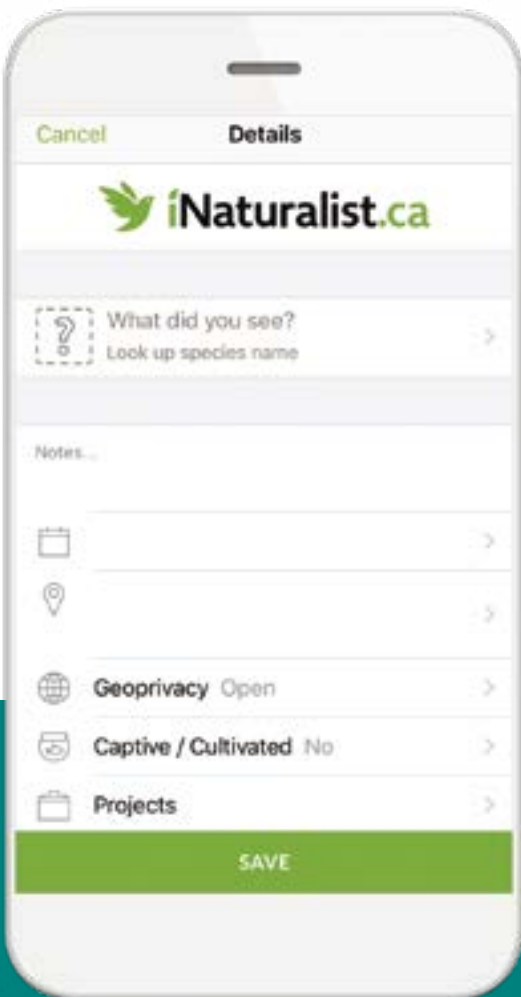 Cancel Details
iNaturalist.ca
What did you see?
Look up species name
Notes...
Geoprivacy Open
Captive / Cultivated No
Projects
SAVE